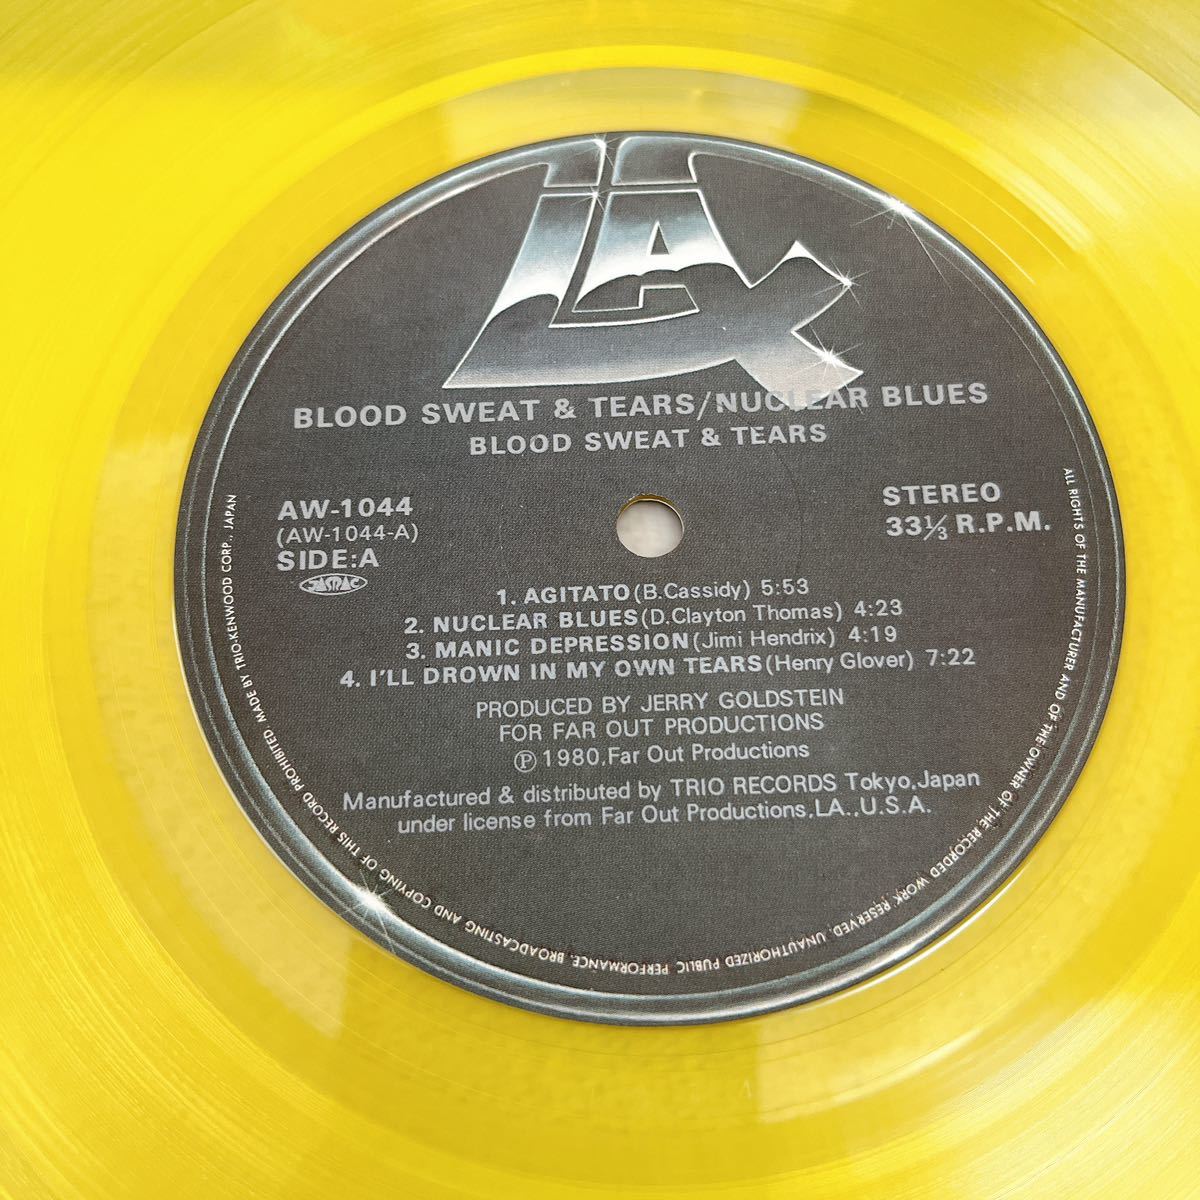 LAX
BLOOD SWEAT & TEARS/NUCLEAR BLUES
BLOOD SWEAT & TEARS
AW-1044
(AW-1044-A)
SIDE:A
JASRAC
STEREO
33⅓ R.P.M.
1. AGITATO (B.Cassidy) 5:53
2. NUCLEAR BLUES (D.Clayton Thomas) 4:23
3. MANIC DEPRESSION (Jimi Hendrix) 4:19
4. I'LL DROWN IN MY OWN TEARS (Henry Glover) 7:22
PRODUCED BY JERRY GOLDSTEIN
FOR FAR OUT PRODUCTIONS
Ⓟ 1980, Far Out Productions
Manufactured & distributed by TRIO RECORDS Tokyo, Japan
under license from Far Out Productions, LA., U.S.A.
ALL RIGHTS OF THE MANUFACTURER AND OF THE OWNER OF THE RECORDED WORK RESERVED. UNAUTHORIZED PUBLIC PERFORMANCE, BROADCASTING AND COPYING OF THIS RECORD PROHIBITED. MADE BY TRIO-KENWOOD CORP., JAPAN